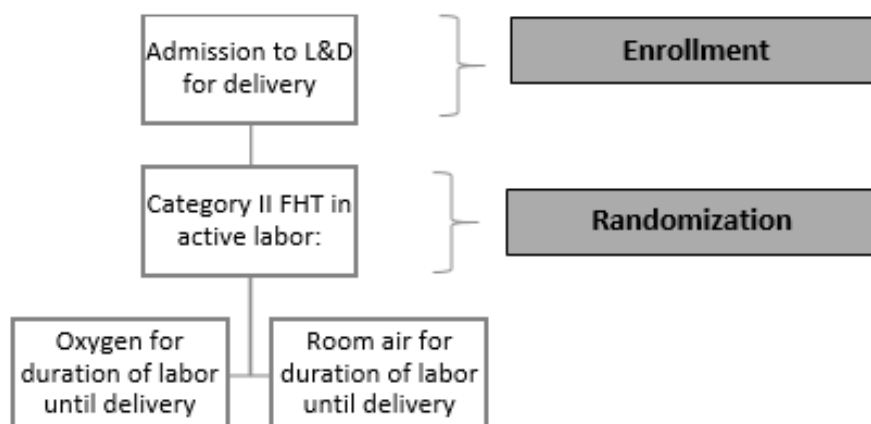 Admission to L&D
for delivery
Enrollment
Category II FHT in
active labor:
Randomization
Oxygen for
duration of labor
until delivery
Room air for
duration of labor
until delivery